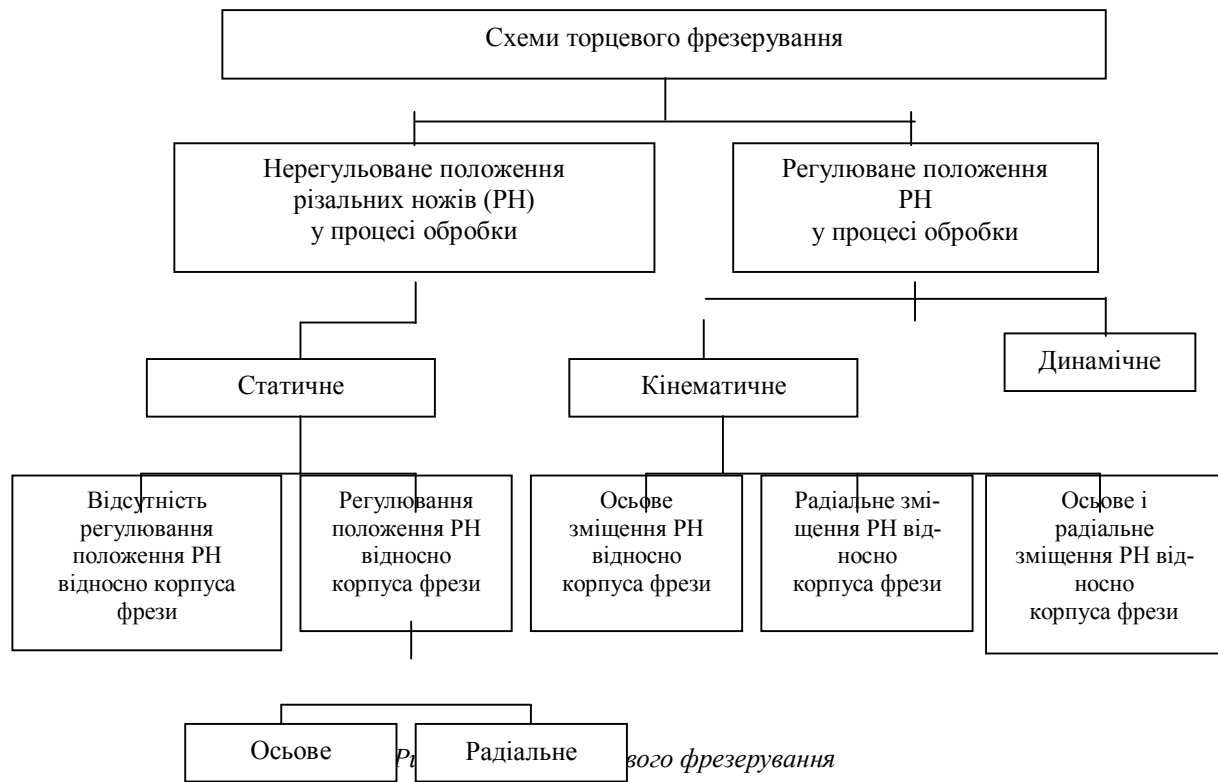 Схеми торцевого фрезерування
Нерегульоване положення
різальних ножів (РН)
у процесі обробки
Регулюване положення
РН
у процесі обробки
Статичне
Кінематичне
Динамічне
Відсутність
регулювання
положення РН
відносно корпуса
фрези
Регулювання
положення РН
відносно
корпуса фрези
Осьове
зміщення РН
відносно
корпуса фрези
Радіальне змі-
щення РН від-
носно
корпуса фрези
Осьове і
радіальне
зміщення РН від-
носно
корпуса фрези
Осьове
Радіальне
фрезерування